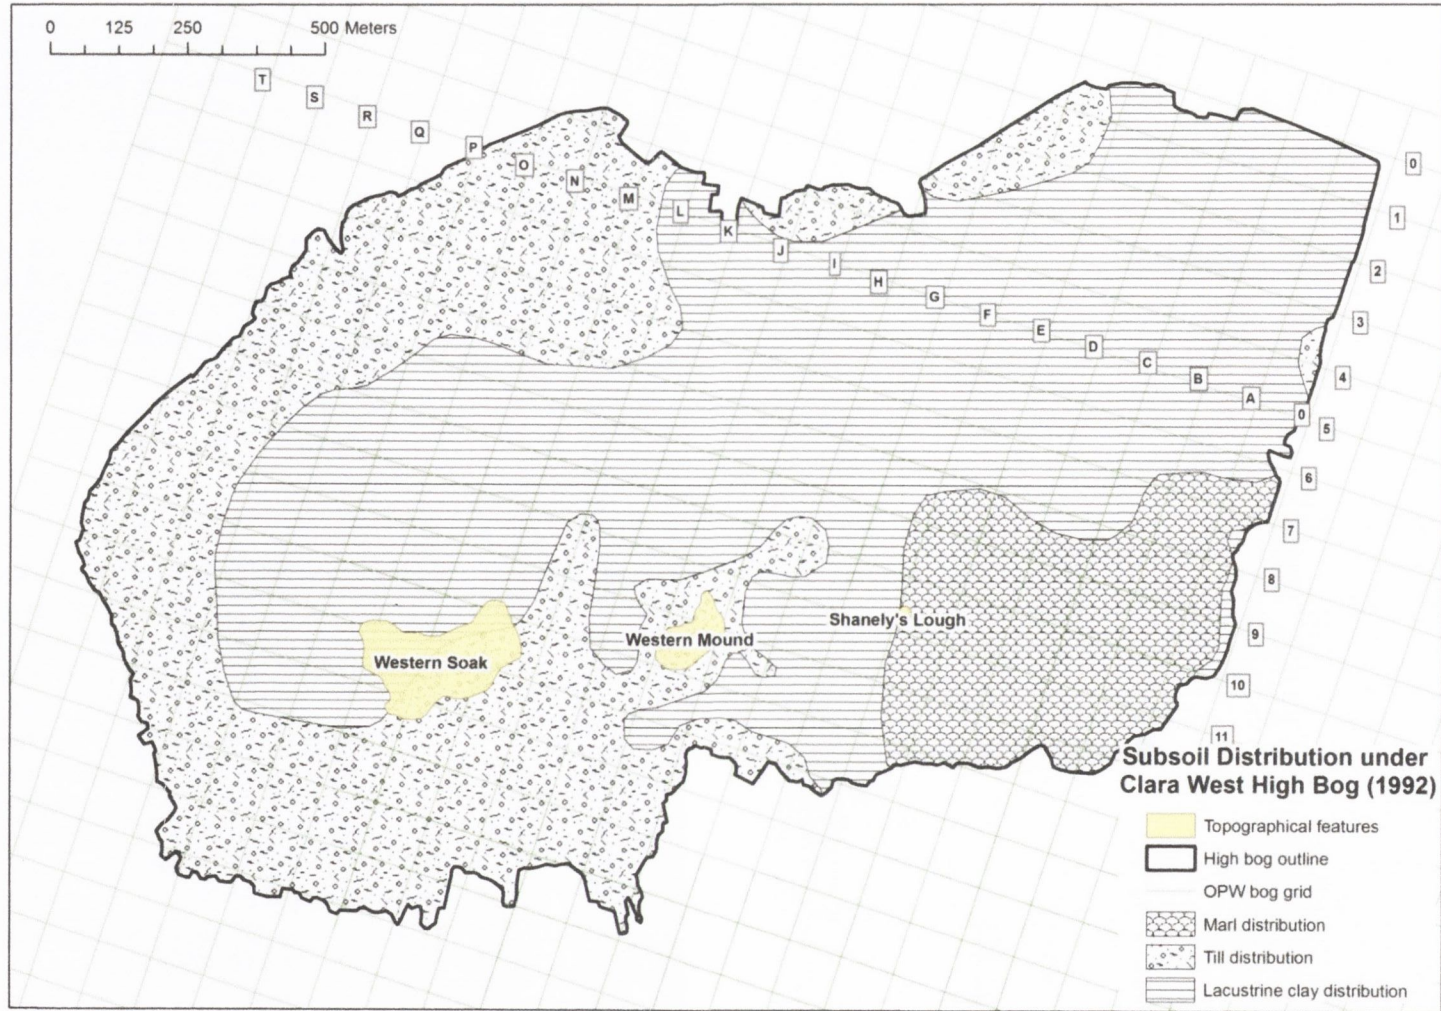 0 125 250 500 Meters
T
S
R
Q
P
O
N
M
L
K
J
I
H
G
F
E
D
C
B
A
0
0
1
2
3
4
5
6
7
8
9
10
11
Shanely's Lough
Western Mound
Western Soak
Subsoil Distribution under
Clara West High Bog (1992)
Topographical features
High bog outline
OPW bog grid
Marl distribution
Till distribution
Lacustrine clay distribution